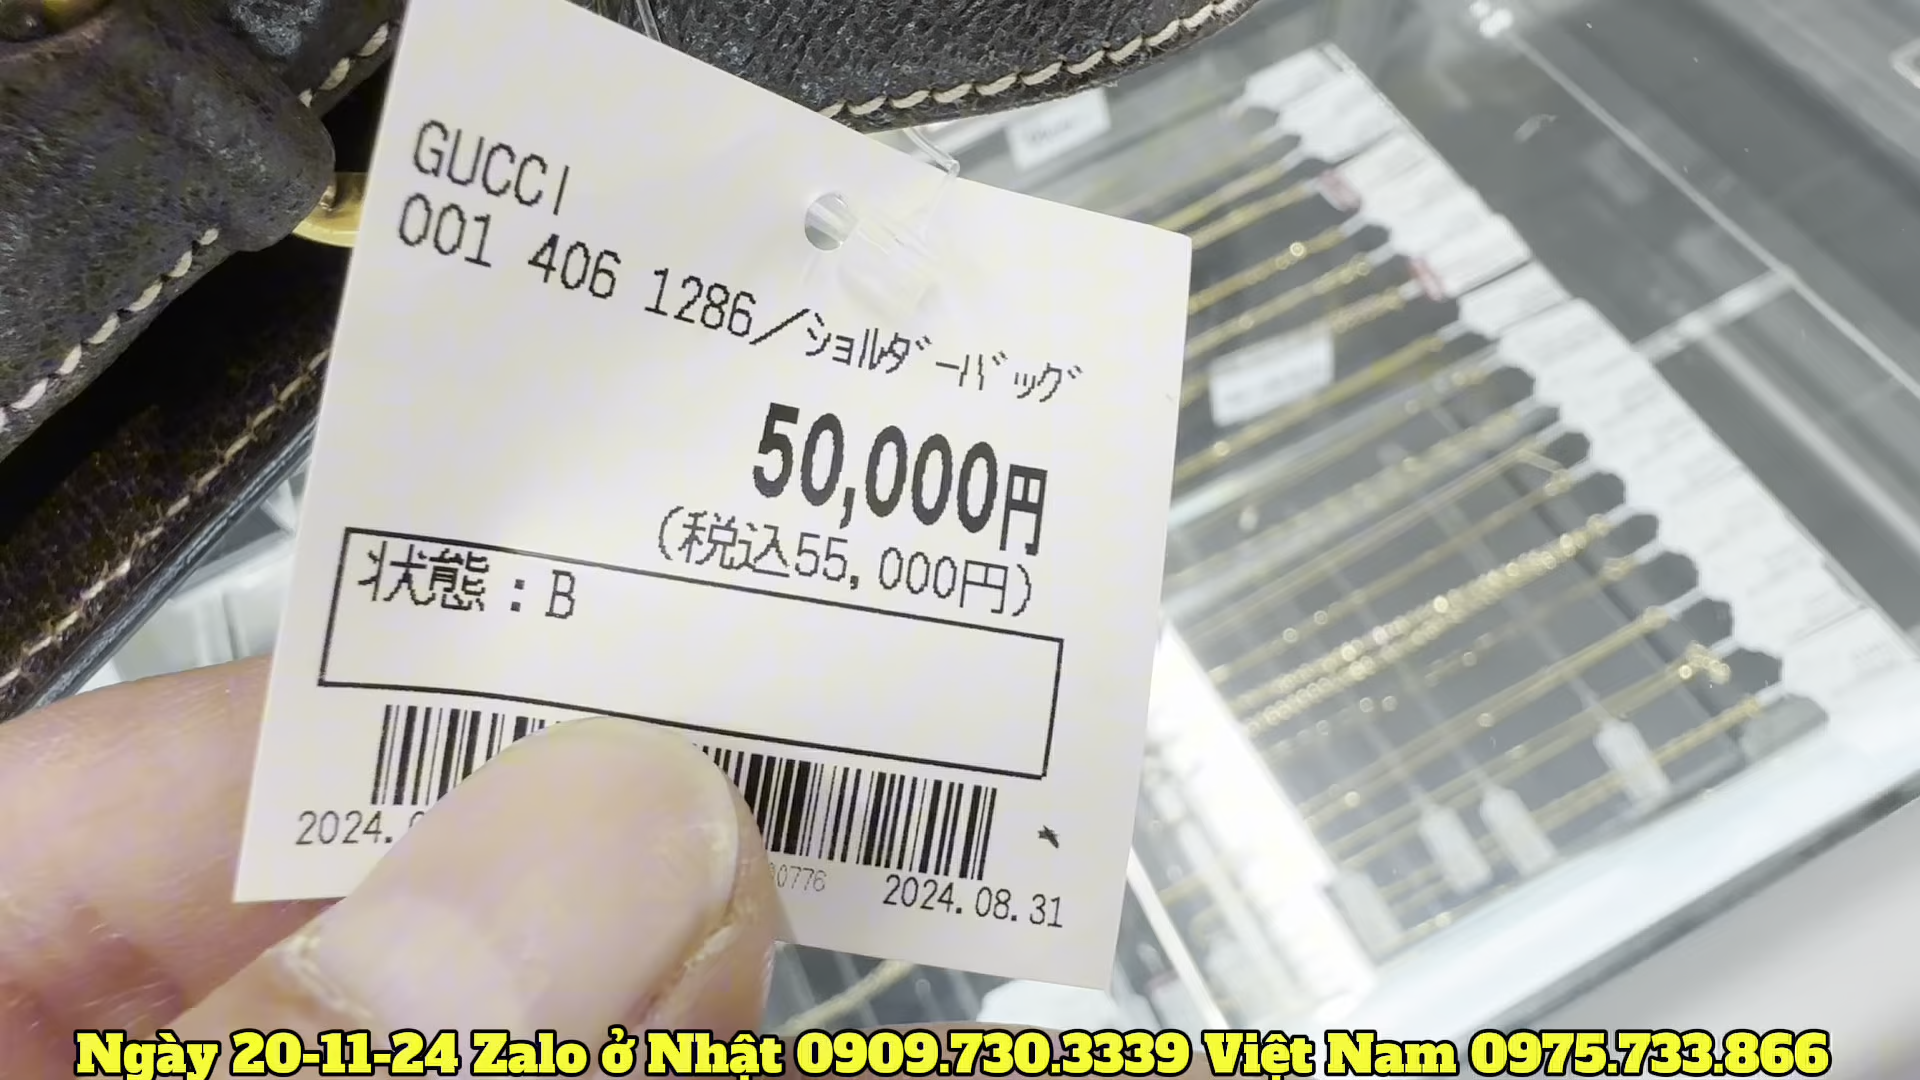 GUCCI
001 406 1286/ｼｮﾙﾀﾞｰﾊﾞｯｸﾞ
50,000円
(税込55,000円)
状態:B
2024.
00776
2024.08.31
Ngày 20-11-24 Zalo ở Nhật 0909.730.3339 Việt Nam 0975.733.866